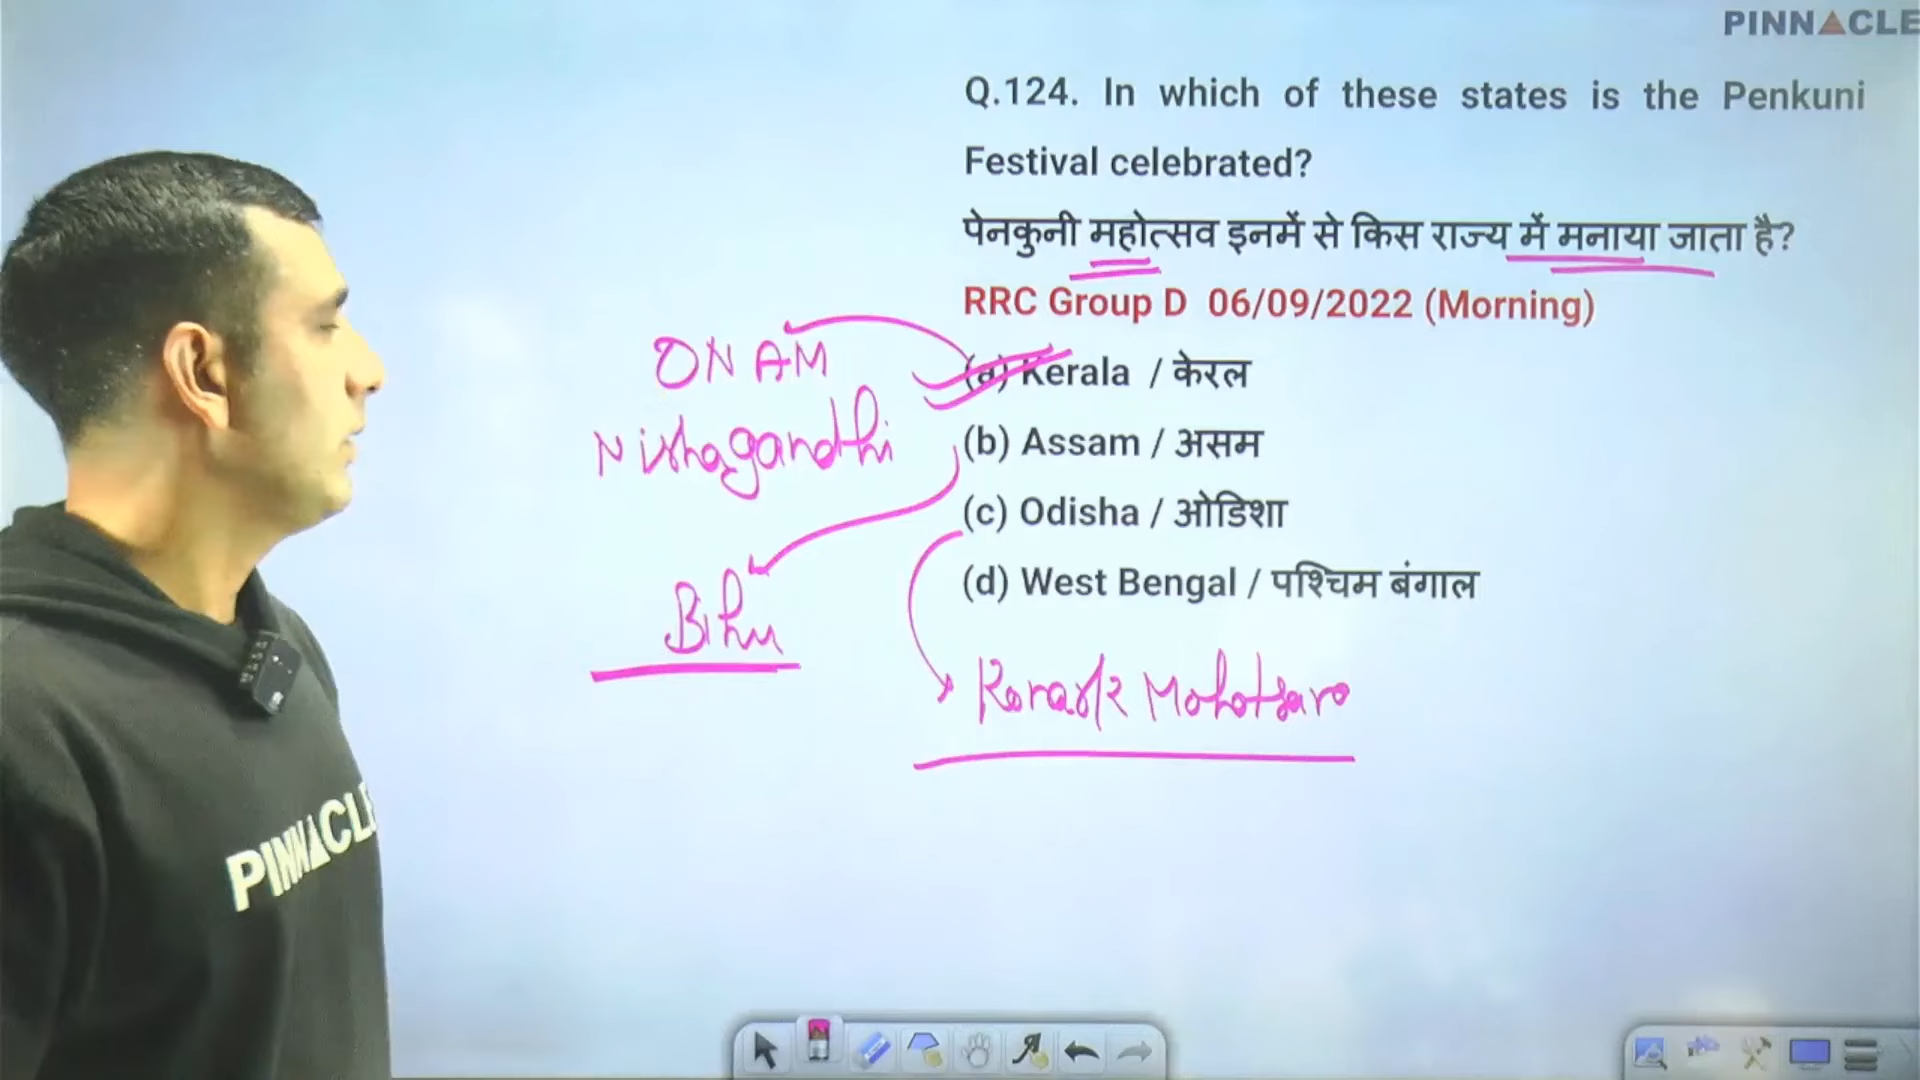 PINNACLE
Q.124. In which of these states is the Penkuni
Festival celebrated?
पेनकुनी महोत्सव इनमें से किस राज्य में मनाया जाता है?
RRC Group D 06/09/2022 (Morning)
ONAM
(a) Kerala / केरल
Nishagandhi
(b) Assam / असम
(c) Odisha / ओडिशा
(d) West Bengal / पश्चिम बंगाल
Bihu
Konark Mohotsavo
PINNACLE